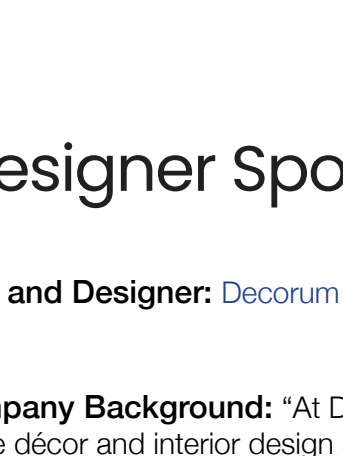 esigner Spo
and Designer: Decorum
pany Background: “At D
e décor and interior design